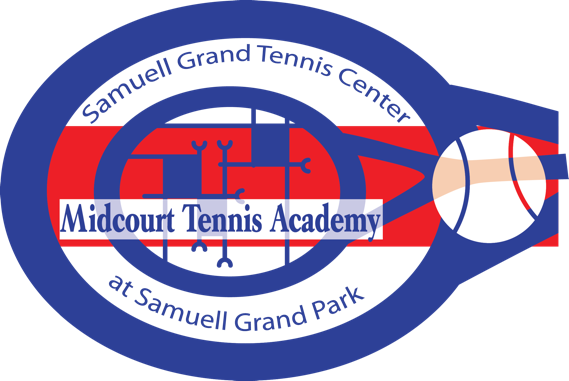 Samuell Grand Tennis Center
Midcourt Tennis Academy
at Samuell Grand Park